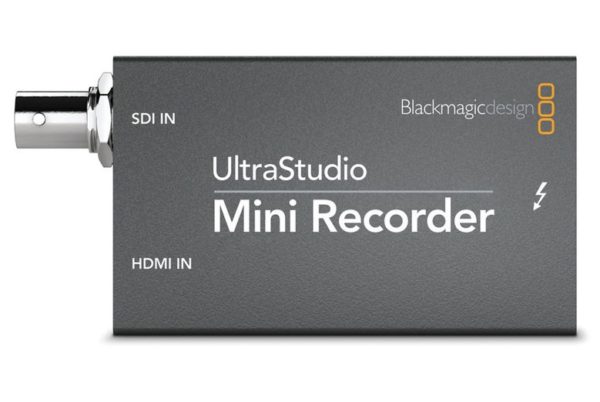 SDI IN
Blackmagicdesign
UltraStudio
Mini Recorder
HDMI IN